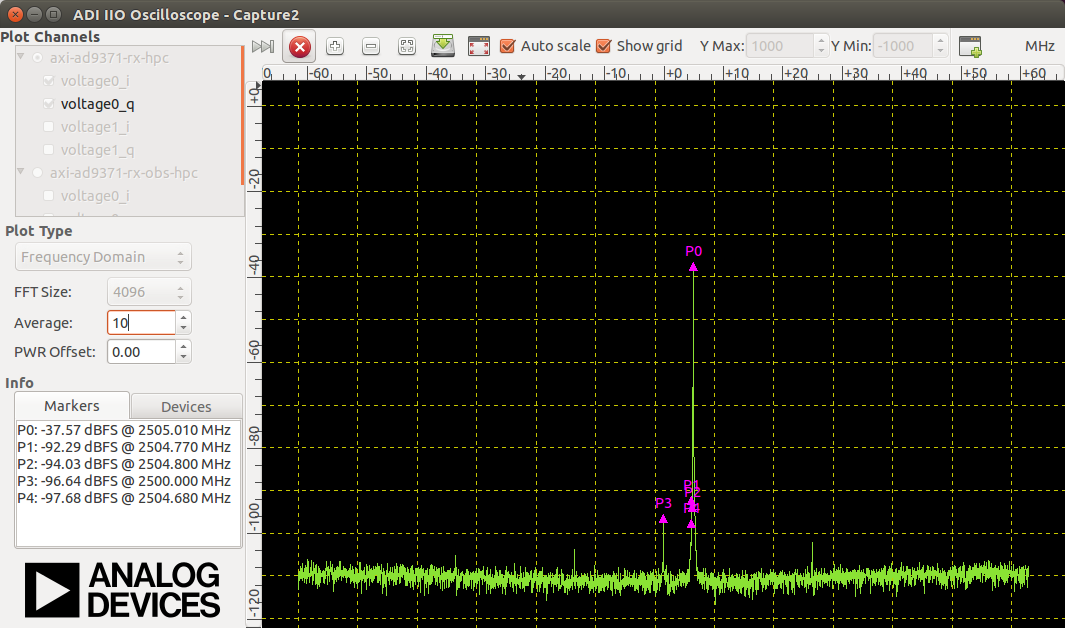 ADI IIO Oscilloscope - Capture2
Plot Channels
axi-ad9371-rx-hpc
voltage0_i
voltage0_q
voltage1_i
voltage1_q
axi-ad9371-rx-obs-hpc
voltage0_i
Plot Type
Frequency Domain
FFT Size: 4096
Average: 10
PWR Offset: 0.00
Info
Markers Devices
P0: -37.57 dBFS @ 2505.010 MHz
P1: -92.29 dBFS @ 2504.770 MHz
P2: -94.03 dBFS @ 2504.800 MHz
P3: -96.64 dBFS @ 2500.000 MHz
P4: -97.68 dBFS @ 2504.680 MHz
ANALOG
DEVICES
Auto scale Show grid Y Max: 1000 Y Min: -1000 MHz
0 -60 -50 -40 -30 -20 -10 +0 +10 +20 +30 +40 +50 +60
+0
-20
-40
-60
-80
-100
-120
P0
P1
P2
P3
P4